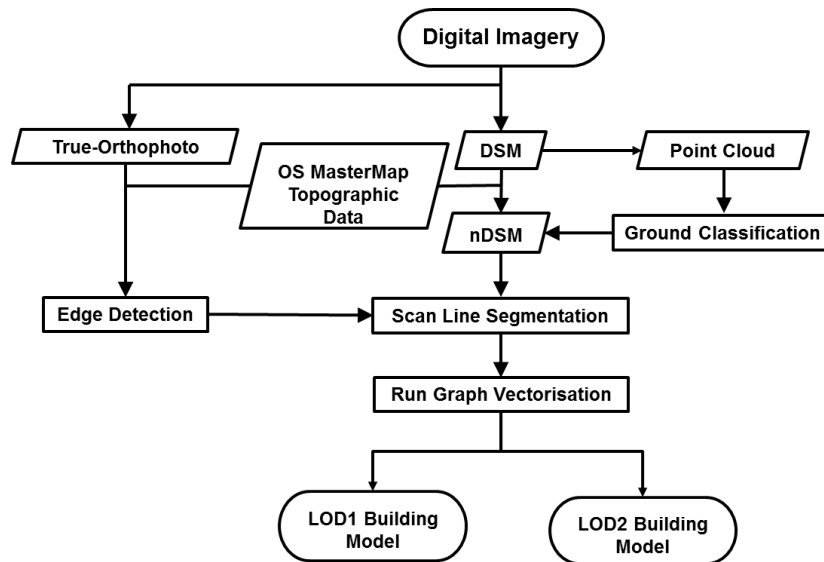 Digital Imagery
True-Orthophoto
OS MasterMap
Topographic
Data
DSM
Point Cloud
nDSM
Ground Classification
Edge Detection
Scan Line Segmentation
Run Graph Vectorisation
LOD1 Building
Model
LOD2 Building
Model